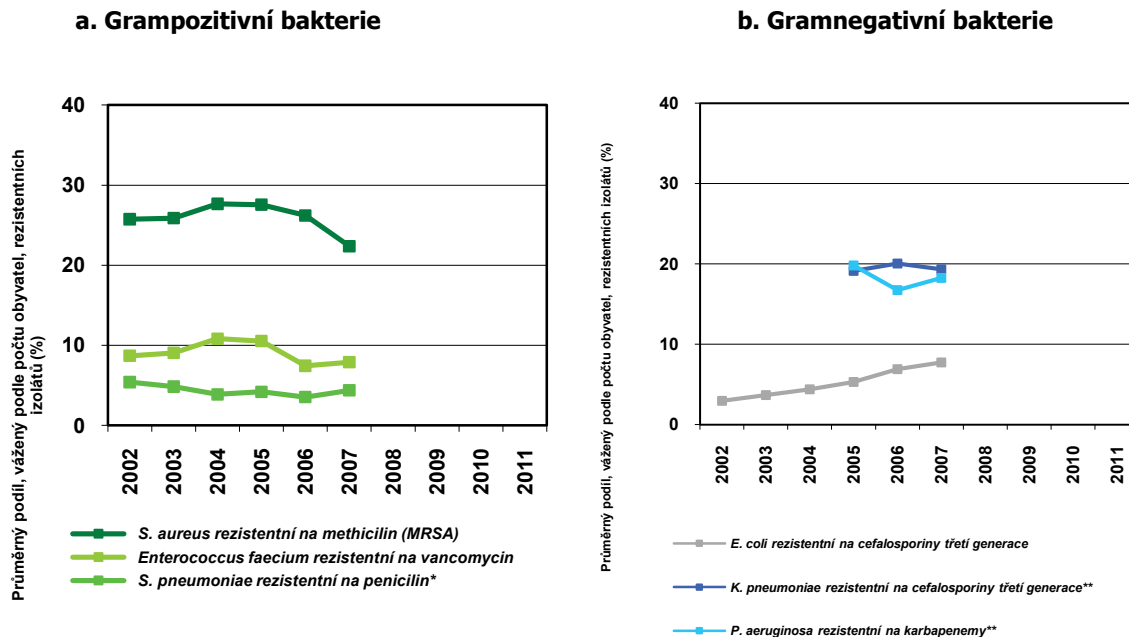 a. Grampozitivní bakterie
Průměrný podíl, vážený podle počtu obyvatel, rezistentních
izolátů (%)
40
30
20
10
0
2002
2003
2004
2005
2006
2007
2008
2009
2010
2011
S. aureus rezistentní na methicilin (MRSA)
Enterococcus faecium rezistentní na vancomycin
S. pneumoniae rezistentní na penicilin*
b. Gramnegativní bakterie
Průměrný podíl, vážený podle počtu obyvatel, rezistentních izolátů (%)
40
30
20
10
0
2002
2003
2004
2005
2006
2007
2008
2009
2010
2011
E. coli rezistentní na cefalosporiny třetí generace
K. pneumoniae rezistentní na cefalosporiny třetí generace**
P. aeruginosa rezistentní na karbapenemy**